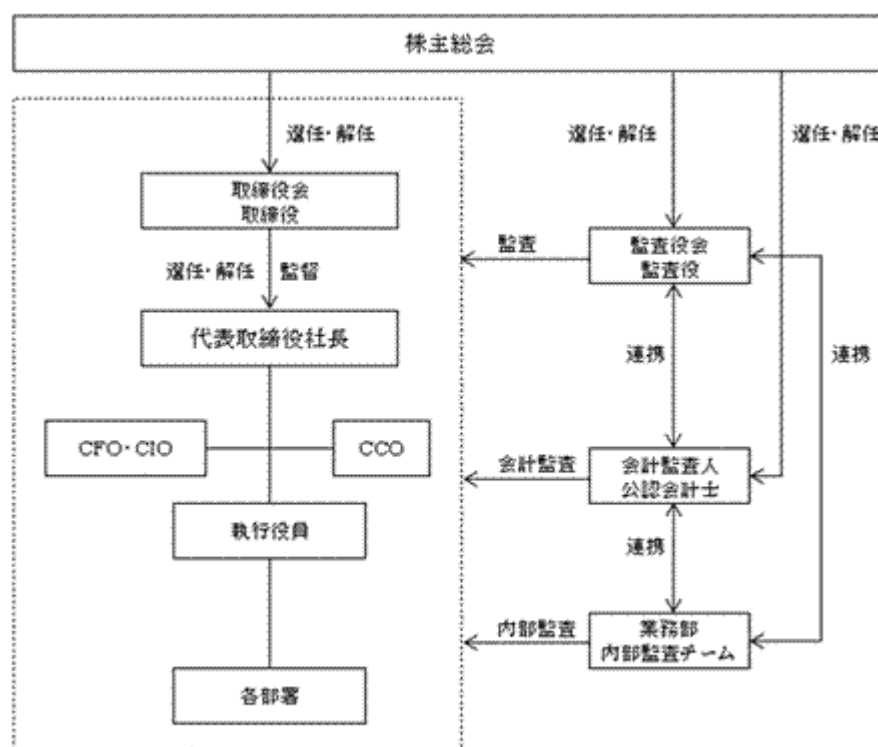 株主総会
選任・解任
選任・解任
選任・解任
取締役会
取締役
監査
監査役会
監査役
選任・解任
監督
代表取締役社長
連携
連携
CFO・CIO
CCO
会計監査
会計監査人
公認会計士
執行役員
連携
内部監査
業務部
内部監査チーム
各部署